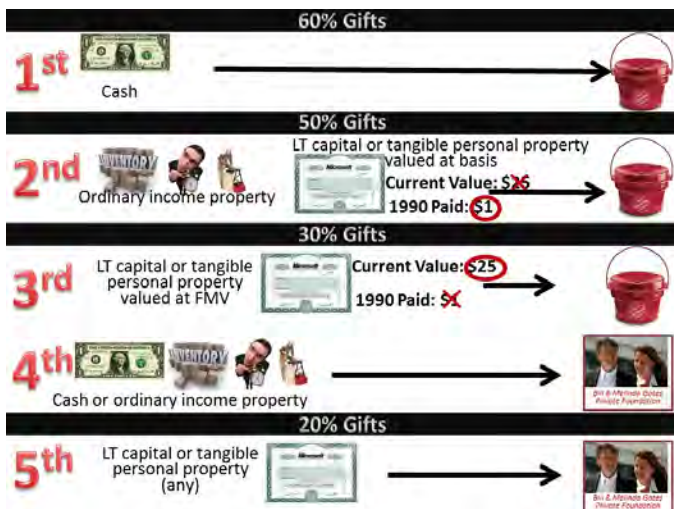 60% Gifts
1st
Cash
50% Gifts
2nd
INVENTORY
Ordinary income property
LT capital or tangible personal property
valued at basis
Microsoft
Current Value: $25
1990 Paid: $1
30% Gifts
3rd
LT capital or tangible
personal property
valued at FMV
Microsoft
Current Value: $25
1990 Paid: $1
4th
INVENTORY
Cash or ordinary income property
Bill & Melinda Gates
Private Foundation
20% Gifts
5th
LT capital or tangible
personal property
(any)
Microsoft
Bill & Melinda Gates
Private Foundation